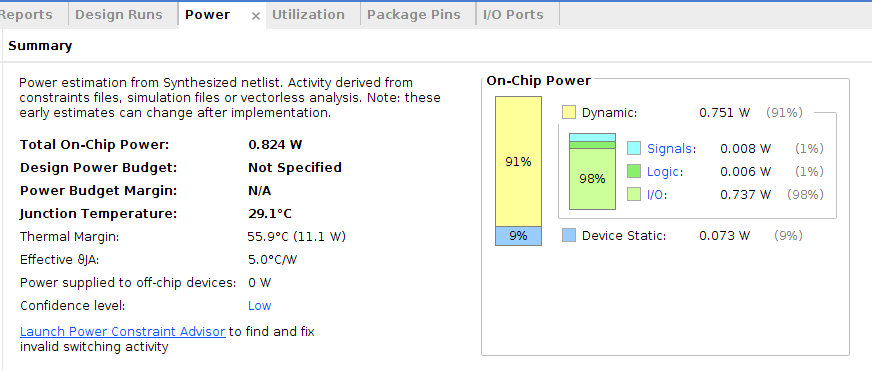 Reports Design Runs Power × Utilization Package Pins I/O Ports
Summary
Power estimation from Synthesized netlist. Activity derived from
constraints files, simulation files or vectorless analysis. Note: these
early estimates can change after implementation.
Total On-Chip Power: 0.824 W
Design Power Budget: Not Specified
Power Budget Margin: N/A
Junction Temperature: 29.1°C
Thermal Margin: 55.9°C (11.1 W)
Effective ϑJA: 5.0°C/W
Power supplied to off-chip devices: 0 W
Confidence level: Low
Launch Power Constraint Advisor to find and fix
invalid switching activity
On-Chip Power
91%
9%
Dynamic: 0.751 W (91%)
98%
Signals: 0.008 W (1%)
Logic: 0.006 W (1%)
I/O: 0.737 W (98%)
Device Static: 0.073 W (9%)